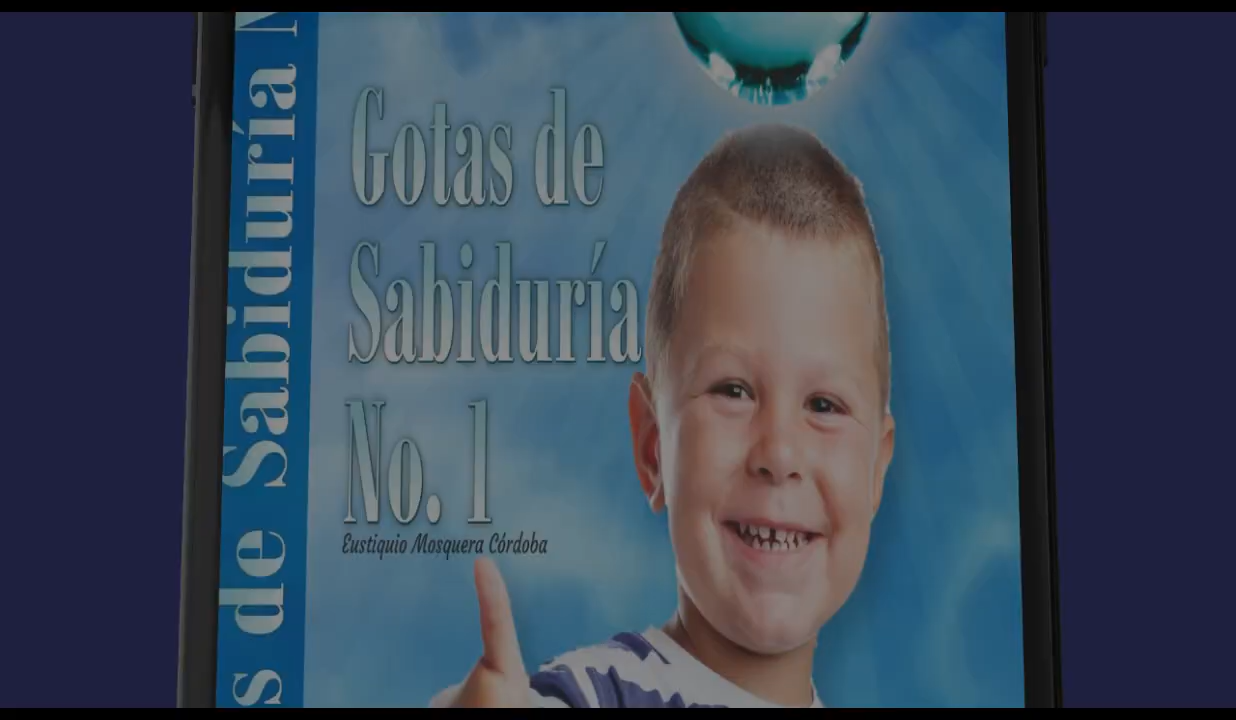 s de Sabiduría N
Gotas de
Sabiduría
No. 1
Eustiquio Mosquera Córdoba